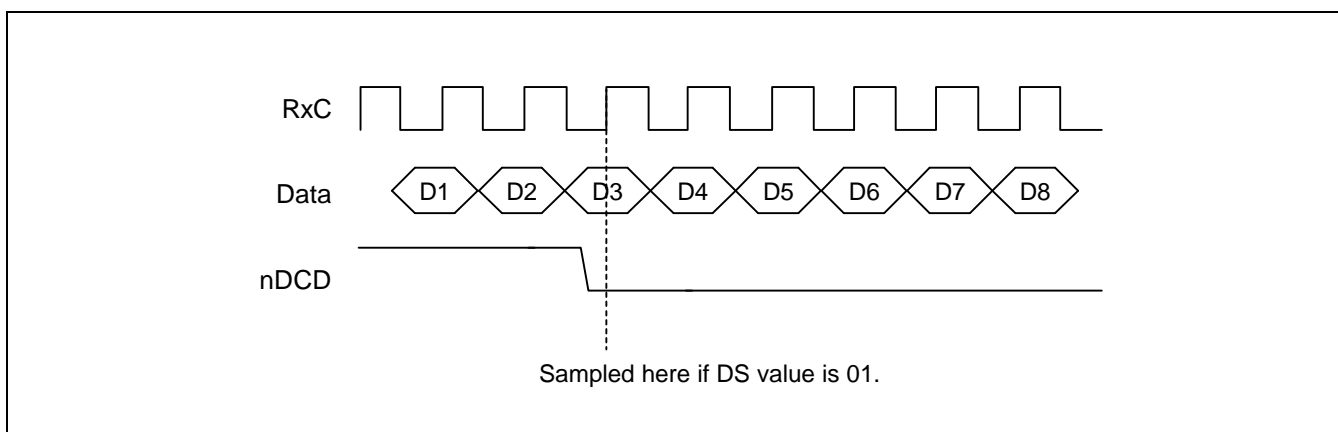 RxC
Data D1 D2 D3 D4 D5 D6 D7 D8
nDCD
Sampled here if DS value is 01.